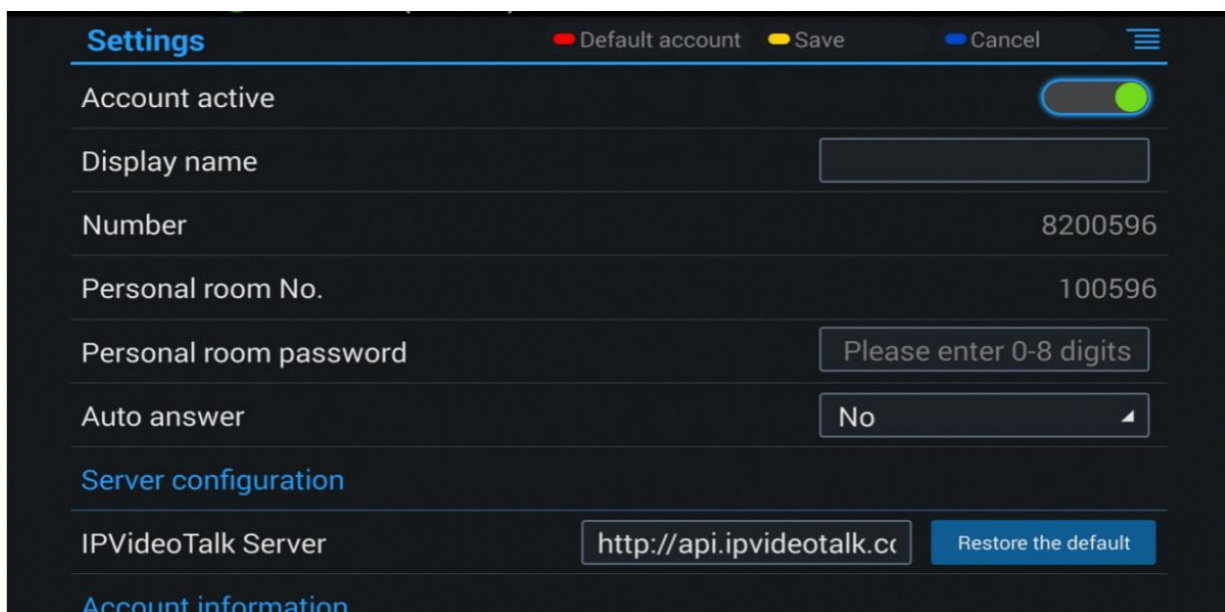 Settings Default account Save Cancel
Account active
Display name
Number 8200596
Personal room No. 100596
Personal room password Please enter 0-8 digits
Auto answer No
Server configuration
IPVideoTalk Server http://api.ipvideotalk.c Restore the default
Account information